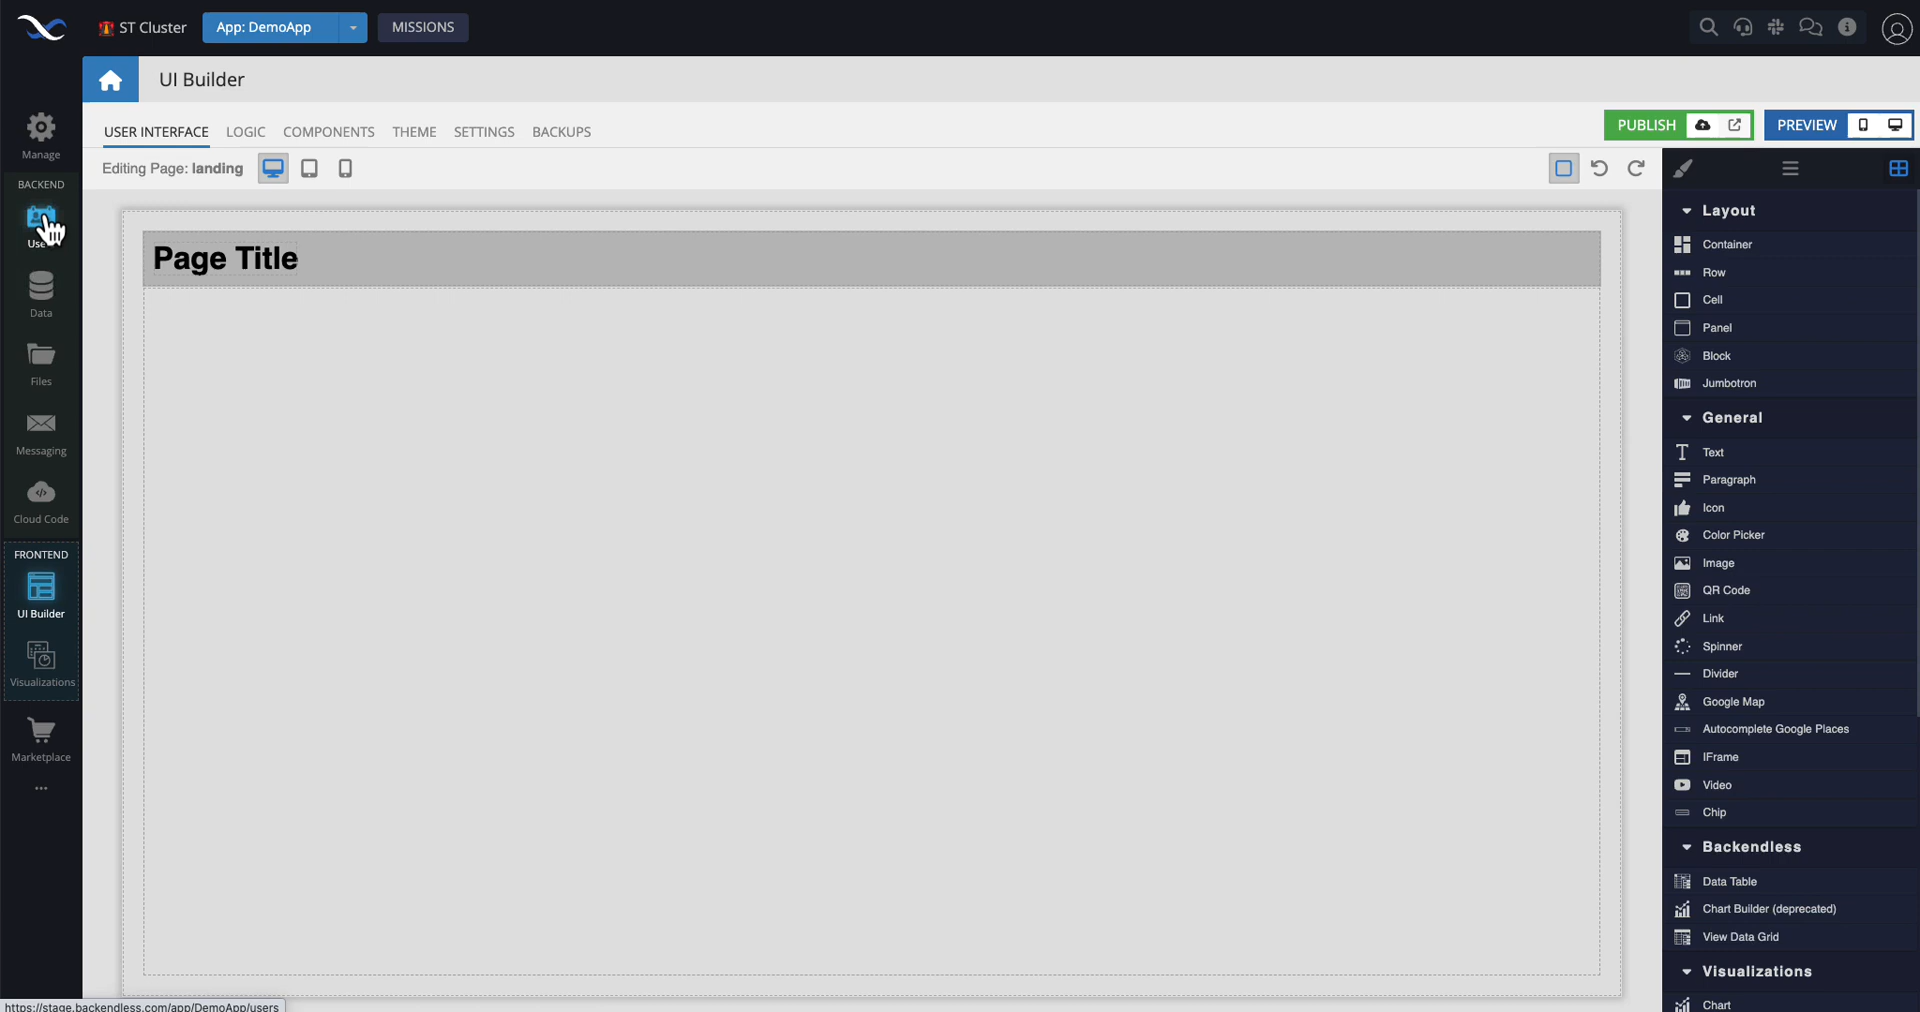 ST Cluster
App: DemoApp
MISSIONS
UI Builder
USER INTERFACE
LOGIC
COMPONENTS
THEME
SETTINGS
BACKUPS
PUBLISH
PREVIEW
Editing Page: landing
Manage
BACKEND
Data
Files
Messaging
Cloud Code
FRONTEND
UI Builder
Visualizations
Marketplace
Page Title
Layout
Container
Row
Cell
Panel
Block
Jumbotron
General
Text
Paragraph
Icon
Color Picker
Image
QR Code
Link
Spinner
Divider
Google Map
Autocomplete Google Places
IFrame
Video
Chip
Backendless
Data Table
Chart Builder (deprecated)
View Data Grid
Visualizations
Chart
https://stage.backendless.com/app/DemoApp/users